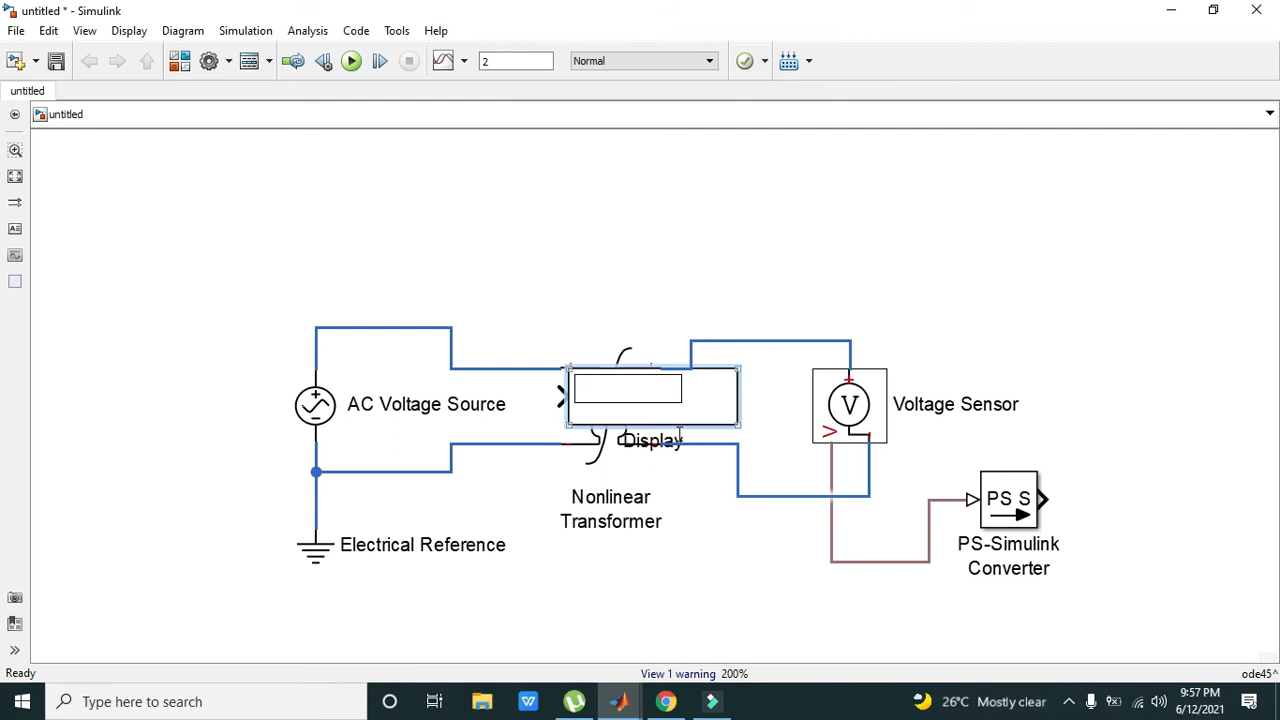 untitled * - Simulink
File Edit View Display Diagram Simulation Analysis Code Tools Help
2 Normal
untitled
untitled
AC Voltage Source
Display
Nonlinear
Transformer
Electrical Reference
+
V
V
Voltage Sensor
PS S
PS-Simulink
Converter
Ready View 1 warning 200% ode45^
Type here to search
26°C Mostly clear
9:57 PM
6/12/2021